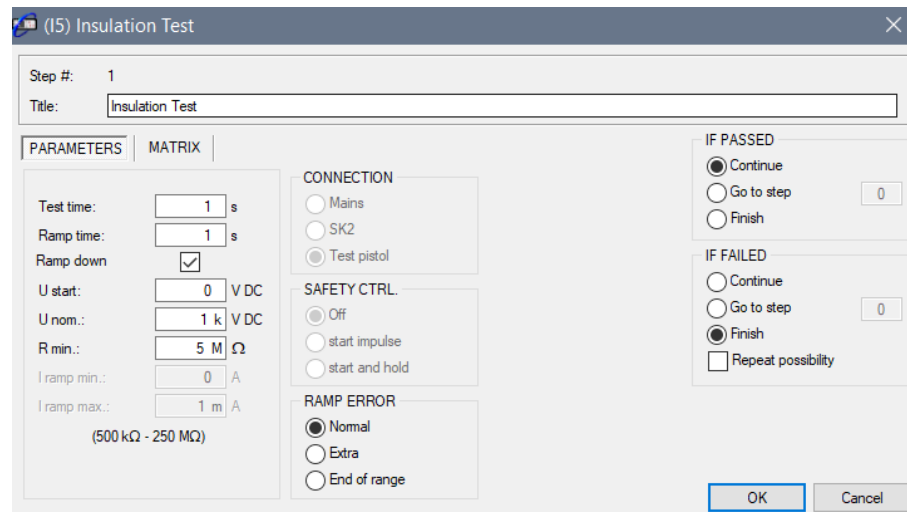 (I5) Insulation Test
Step #: 1
Title: Insulation Test
PARAMETERS MATRIX
Test time: 1 s
Ramp time: 1 s
Ramp down
U start: 0 V DC
U nom.: 1 k V DC
R min.: 5 M Ω
I ramp min.: 0 A
I ramp max.: 1 m A
(500 kΩ - 250 MΩ)
CONNECTION
Mains
SK2
Test pistol
SAFETY CTRL.
Off
start impulse
start and hold
RAMP ERROR
Normal
Extra
End of range
IF PASSED
Continue
Go to step 0
Finish
IF FAILED
Continue
Go to step 0
Finish
Repeat possibility
OK Cancel